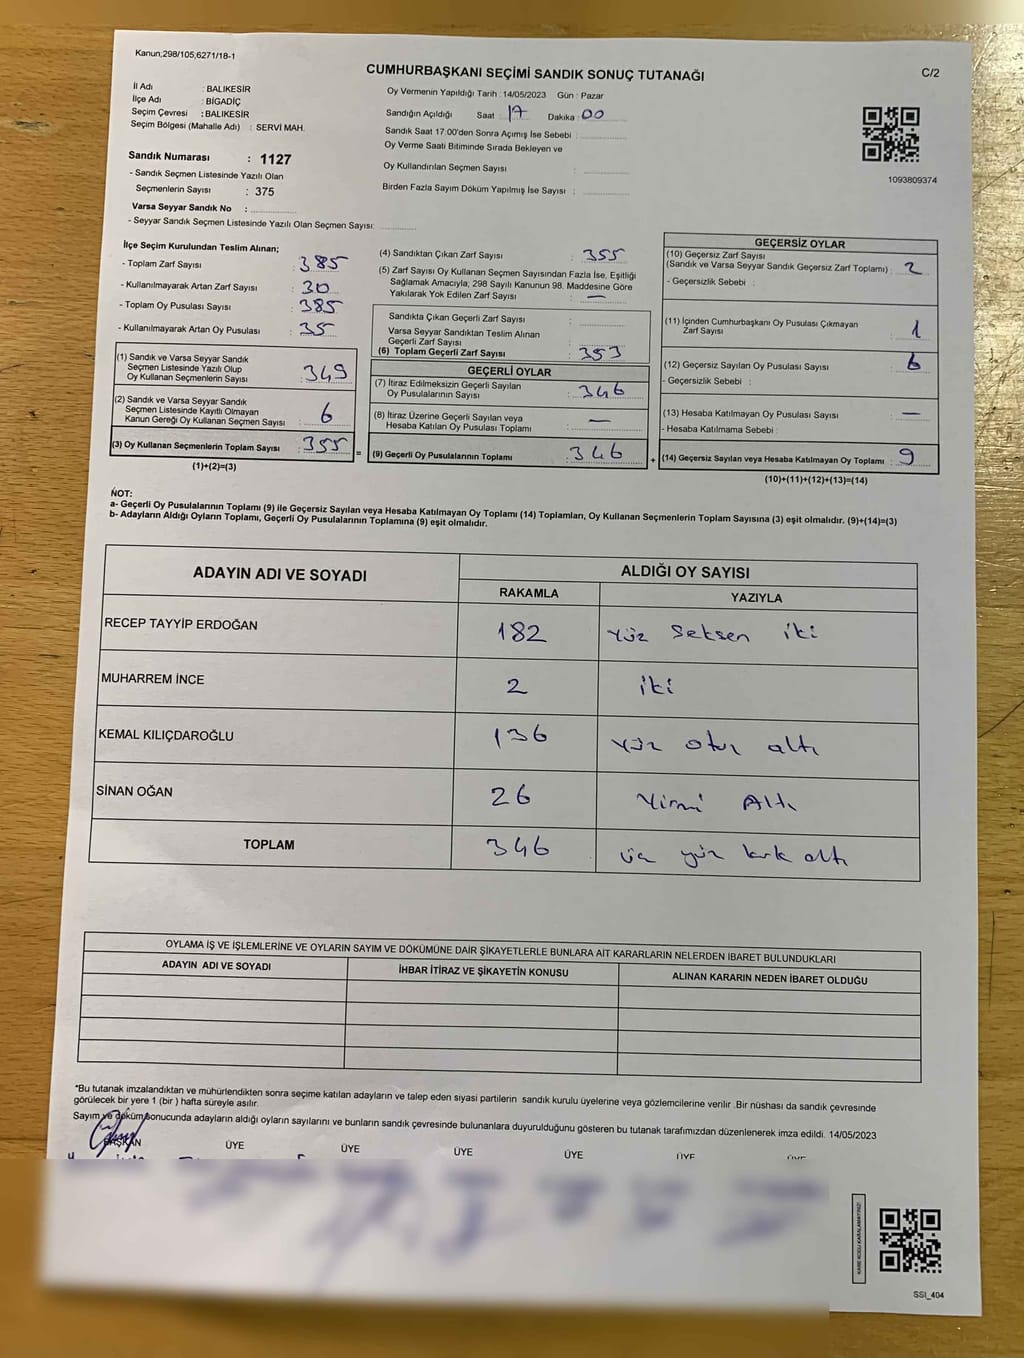 Kanun;298/105,6271/18-1
CUMHURBAŞKANI SEÇİMİ SANDIK SONUÇ TUTANAĞI
C/2
İl Adı : BALIKESİR
İlçe Adı : BİGADİÇ
Seçim Çevresi : BALIKESİR
Seçim Bölgesi (Mahalle Adı) : SERVİ MAH.
Sandık Numarası : 1127
- Sandık Seçmen Listesinde Yazılı Olan
Seçmenlerin Sayısı : 375
Varsa Seyyar Sandık No :
- Seyyar Sandık Seçmen Listesinde Yazılı Olan Seçmen Sayısı:
Oy Vermenin Yapıldığı Tarih : 14/05/2023 Gün : Pazar
Sandığın Açıldığı Saat : 17 Dakika : 00
Sandık Saat 17:00'den Sonra Açımış İse Sebebi :
Oy Verme Saati Bitiminde Sırada Bekleyen ve
Oy Kullandırılan Seçmen Sayısı :
Birden Fazla Sayım Döküm Yapılmış İse Sayısı :
1093809374
İlçe Seçim Kurulundan Teslim Alınan;
- Toplam Zarf Sayısı : 385
- Kullanılmayarak Artan Zarf Sayısı : 30
- Toplam Oy Pusulası Sayısı : 385
- Kullanılmayarak Artan Oy Pusulası : 35
(1) Sandık ve Varsa Seyyar Sandık
Seçmen Listesinde Yazılı Olup
Oy Kullanan Seçmenlerin Sayısı : 349
(2) Sandık ve Varsa Seyyar Sandık
Seçmen Listesinde Kayıtlı Olmayan
Kanun Gereği Oy Kullanan Seçmen Sayısı : 6
(3) Oy Kullanan Seçmenlerin Toplam Sayısı : 355 =
(1)+(2)=(3)
(4) Sandıktan Çıkan Zarf Sayısı : 355
(5) Zarf Sayısı Oy Kullanan Seçmen Sayısından Fazla İse, Eşitliği
Sağlamak Amacıyla; 298 Sayılı Kanunun 98. Maddesine Göre
Yakılarak Yok Edilen Zarf Sayısı : —
Sandıkta Çıkan Geçerli Zarf Sayısı :
Varsa Seyyar Sandıktan Teslim Alınan
Geçerli Zarf Sayısı :
(6) Toplam Geçerli Zarf Sayısı : 353
GEÇERLİ OYLAR
(7) İtiraz Edilmeksizin Geçerli Sayılan
Oy Pusulalarının Sayısı : 346
(8) İtiraz Üzerine Geçerli Sayılan veya
Hesaba Katılan Oy Pusulası Toplamı : —
(9) Geçerli Oy Pusulalarının Toplamı : 346 +
GEÇERSİZ OYLAR
(10) Geçersiz Zarf Sayısı
(Sandık ve Varsa Seyyar Sandık Geçersiz Zarf Toplamı) : 2
- Geçersizlik Sebebi :
(11) İçinden Cumhurbaşkanı Oy Pusulası Çıkmayan
Zarf Sayısı : 1
(12) Geçersiz Sayılan Oy Pusulası Sayısı : 6
- Geçersizlik Sebebi :
(13) Hesaba Katılmayan Oy Pusulası Sayısı : —
- Hesaba Katılmama Sebebi :
(14) Geçersiz Sayılan veya Hesaba Katılmayan Oy Toplamı : 9
(10)+(11)+(12)+(13)=(14)
NOT:
a- Geçerli Oy Pusulalarının Toplamı (9) ile Geçersiz Sayılan veya Hesaba Katılmayan Oy Toplamı (14) Toplamları, Oy Kullanan Seçmenlerin Toplam Sayısına (3) eşit olmalıdır. (9)+(14)=(3)
b- Adayların Aldığı Oyların Toplamı, Geçerli Oy Pusulalarının Toplamına (9) eşit olmalıdır.
ADAYIN ADI VE SOYADI
ALDIĞI OY SAYISI
RAKAMLA YAZIYLA
RECEP TAYYİP ERDOĞAN 182 Yüz Seksen iki
MUHARREM İNCE 2 iki
KEMAL KILIÇDAROĞLU 136 yüz otuz altı
SİNAN OĞAN 26 Yirmi Altı
TOPLAM 346 üç yüz kırk altı
OYLAMA İŞ VE İŞLEMLERİNE VE OYLARIN SAYIM VE DÖKÜMÜNE DAİR ŞİKAYETLERLE BUNLARA AİT KARARLARIN NELERDEN İBARET BULUNDUKLARI
ADAYIN ADI VE SOYADI İHBAR İTİRAZ VE ŞİKAYETİN KONUSU ALINAN KARARIN NEDEN İBARET OLDUĞU
*Bu tutanak imzalandıktan ve mühürlendikten sonra seçime katılan adayların ve talep eden siyasi partilerin sandık kurulu üyelerine veya gözlemcilerine verilir .Bir nüshası da sandık çevresinde
görülecek bir yere 1 (bir ) hafta süreyle asılır.
Sayım ve döküm sonucunda adayların aldığı oyların sayılarını ve bunların sandık çevresinde bulunanlara duyurulduğunu gösteren bu tutanak tarafımızdan düzenlenerek imza edildi. 14/05/2023
BAŞKAN ÜYE ÜYE ÜYE ÜYE ÜYE ÜYE
KARE KODU KARALAMAYINIZ!
SSI_404